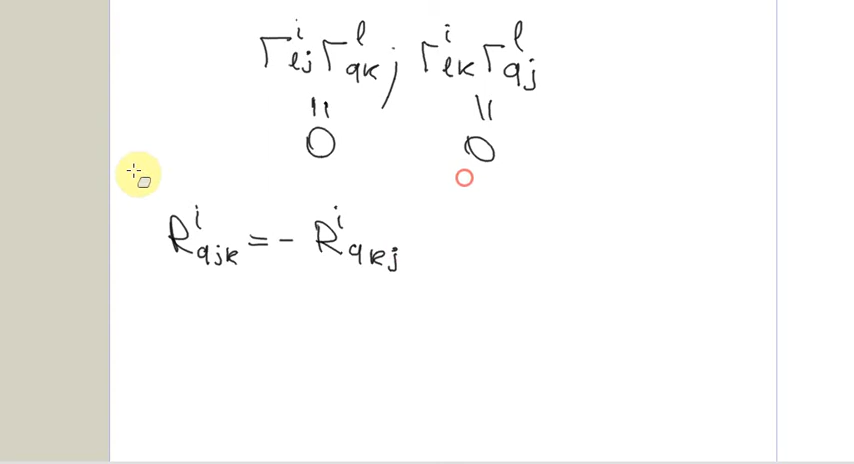 Γ^i_{ℓj} Γ^ℓ_{qk} ; Γ^i_{ℓk} Γ^ℓ_{qj}
= =
0 0
R^i_{qjk} = - R^i_{qkj}